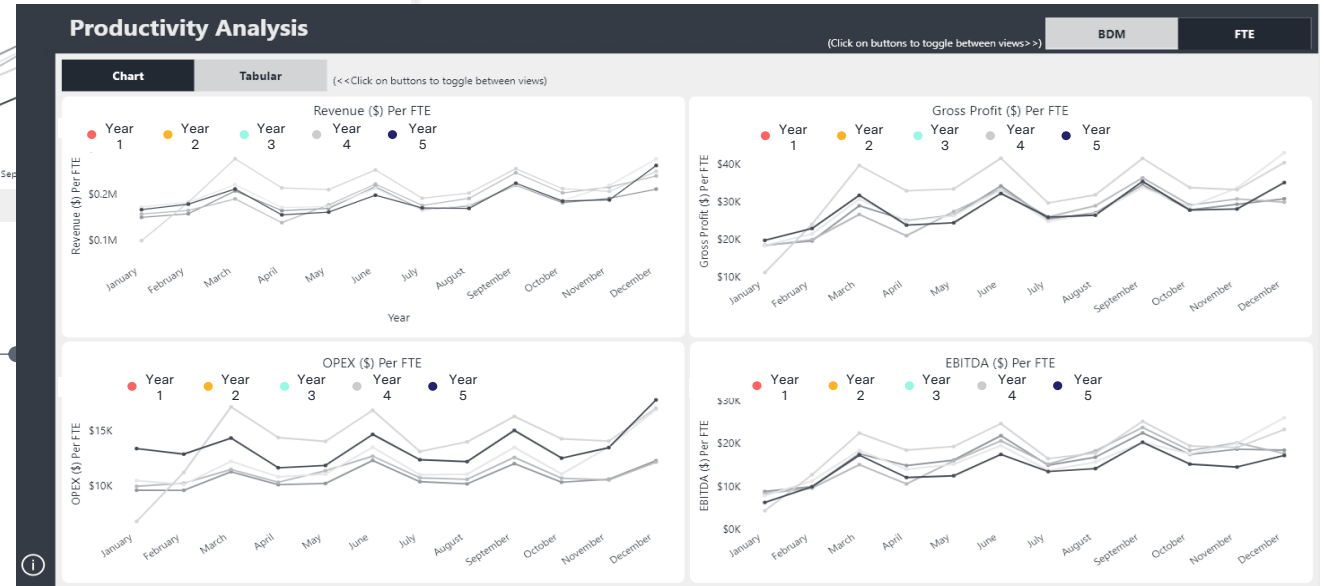 Productivity Analysis
(Click on buttons to toggle between views>>)
BDM
FTE
Chart
Tabular
(<<Click on buttons to toggle between views)
Sep
Revenue ($) Per FTE
Year 1
Year 2
Year 3
Year 4
Year 5
Revenue ($) Per FTE
$0.2M
$0.1M
January
February
March
April
May
June
July
August
September
October
November
December
Year
Gross Profit ($) Per FTE
Year 1
Year 2
Year 3
Year 4
Year 5
Gross Profit ($) Per FTE
$40K
$30K
$20K
$10K
January
February
March
April
May
June
July
August
September
October
November
December
OPEX ($) Per FTE
Year 1
Year 2
Year 3
Year 4
Year 5
OPEX ($) Per FTE
$15K
$10K
January
February
March
April
May
June
July
August
September
October
November
December
EBITDA ($) Per FTE
Year 1
Year 2
Year 3
Year 4
Year 5
EBITDA ($) Per FTE
$30K
$20K
$10K
$0K
January
February
March
April
May
June
July
August
September
October
November
December
i